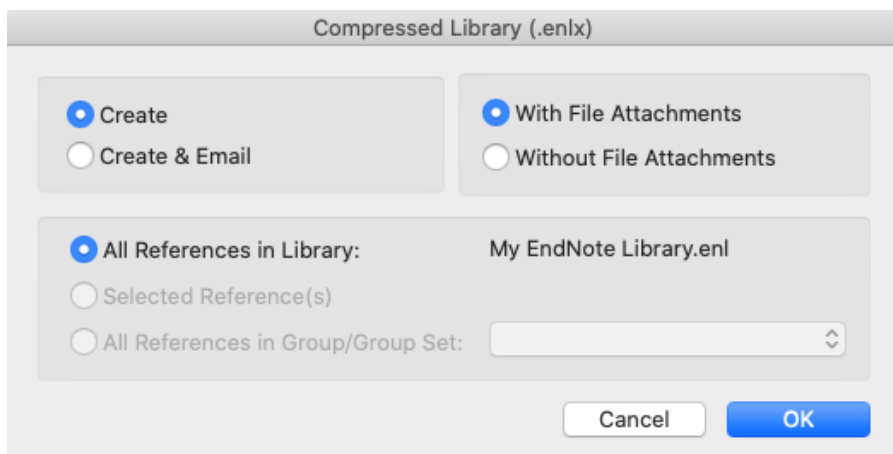 Compressed Library (.enlx)
Create
Create & Email
With File Attachments
Without File Attachments
All References in Library:
My EndNote Library.enl
Selected Reference(s)
All References in Group/Group Set:
Cancel
OK